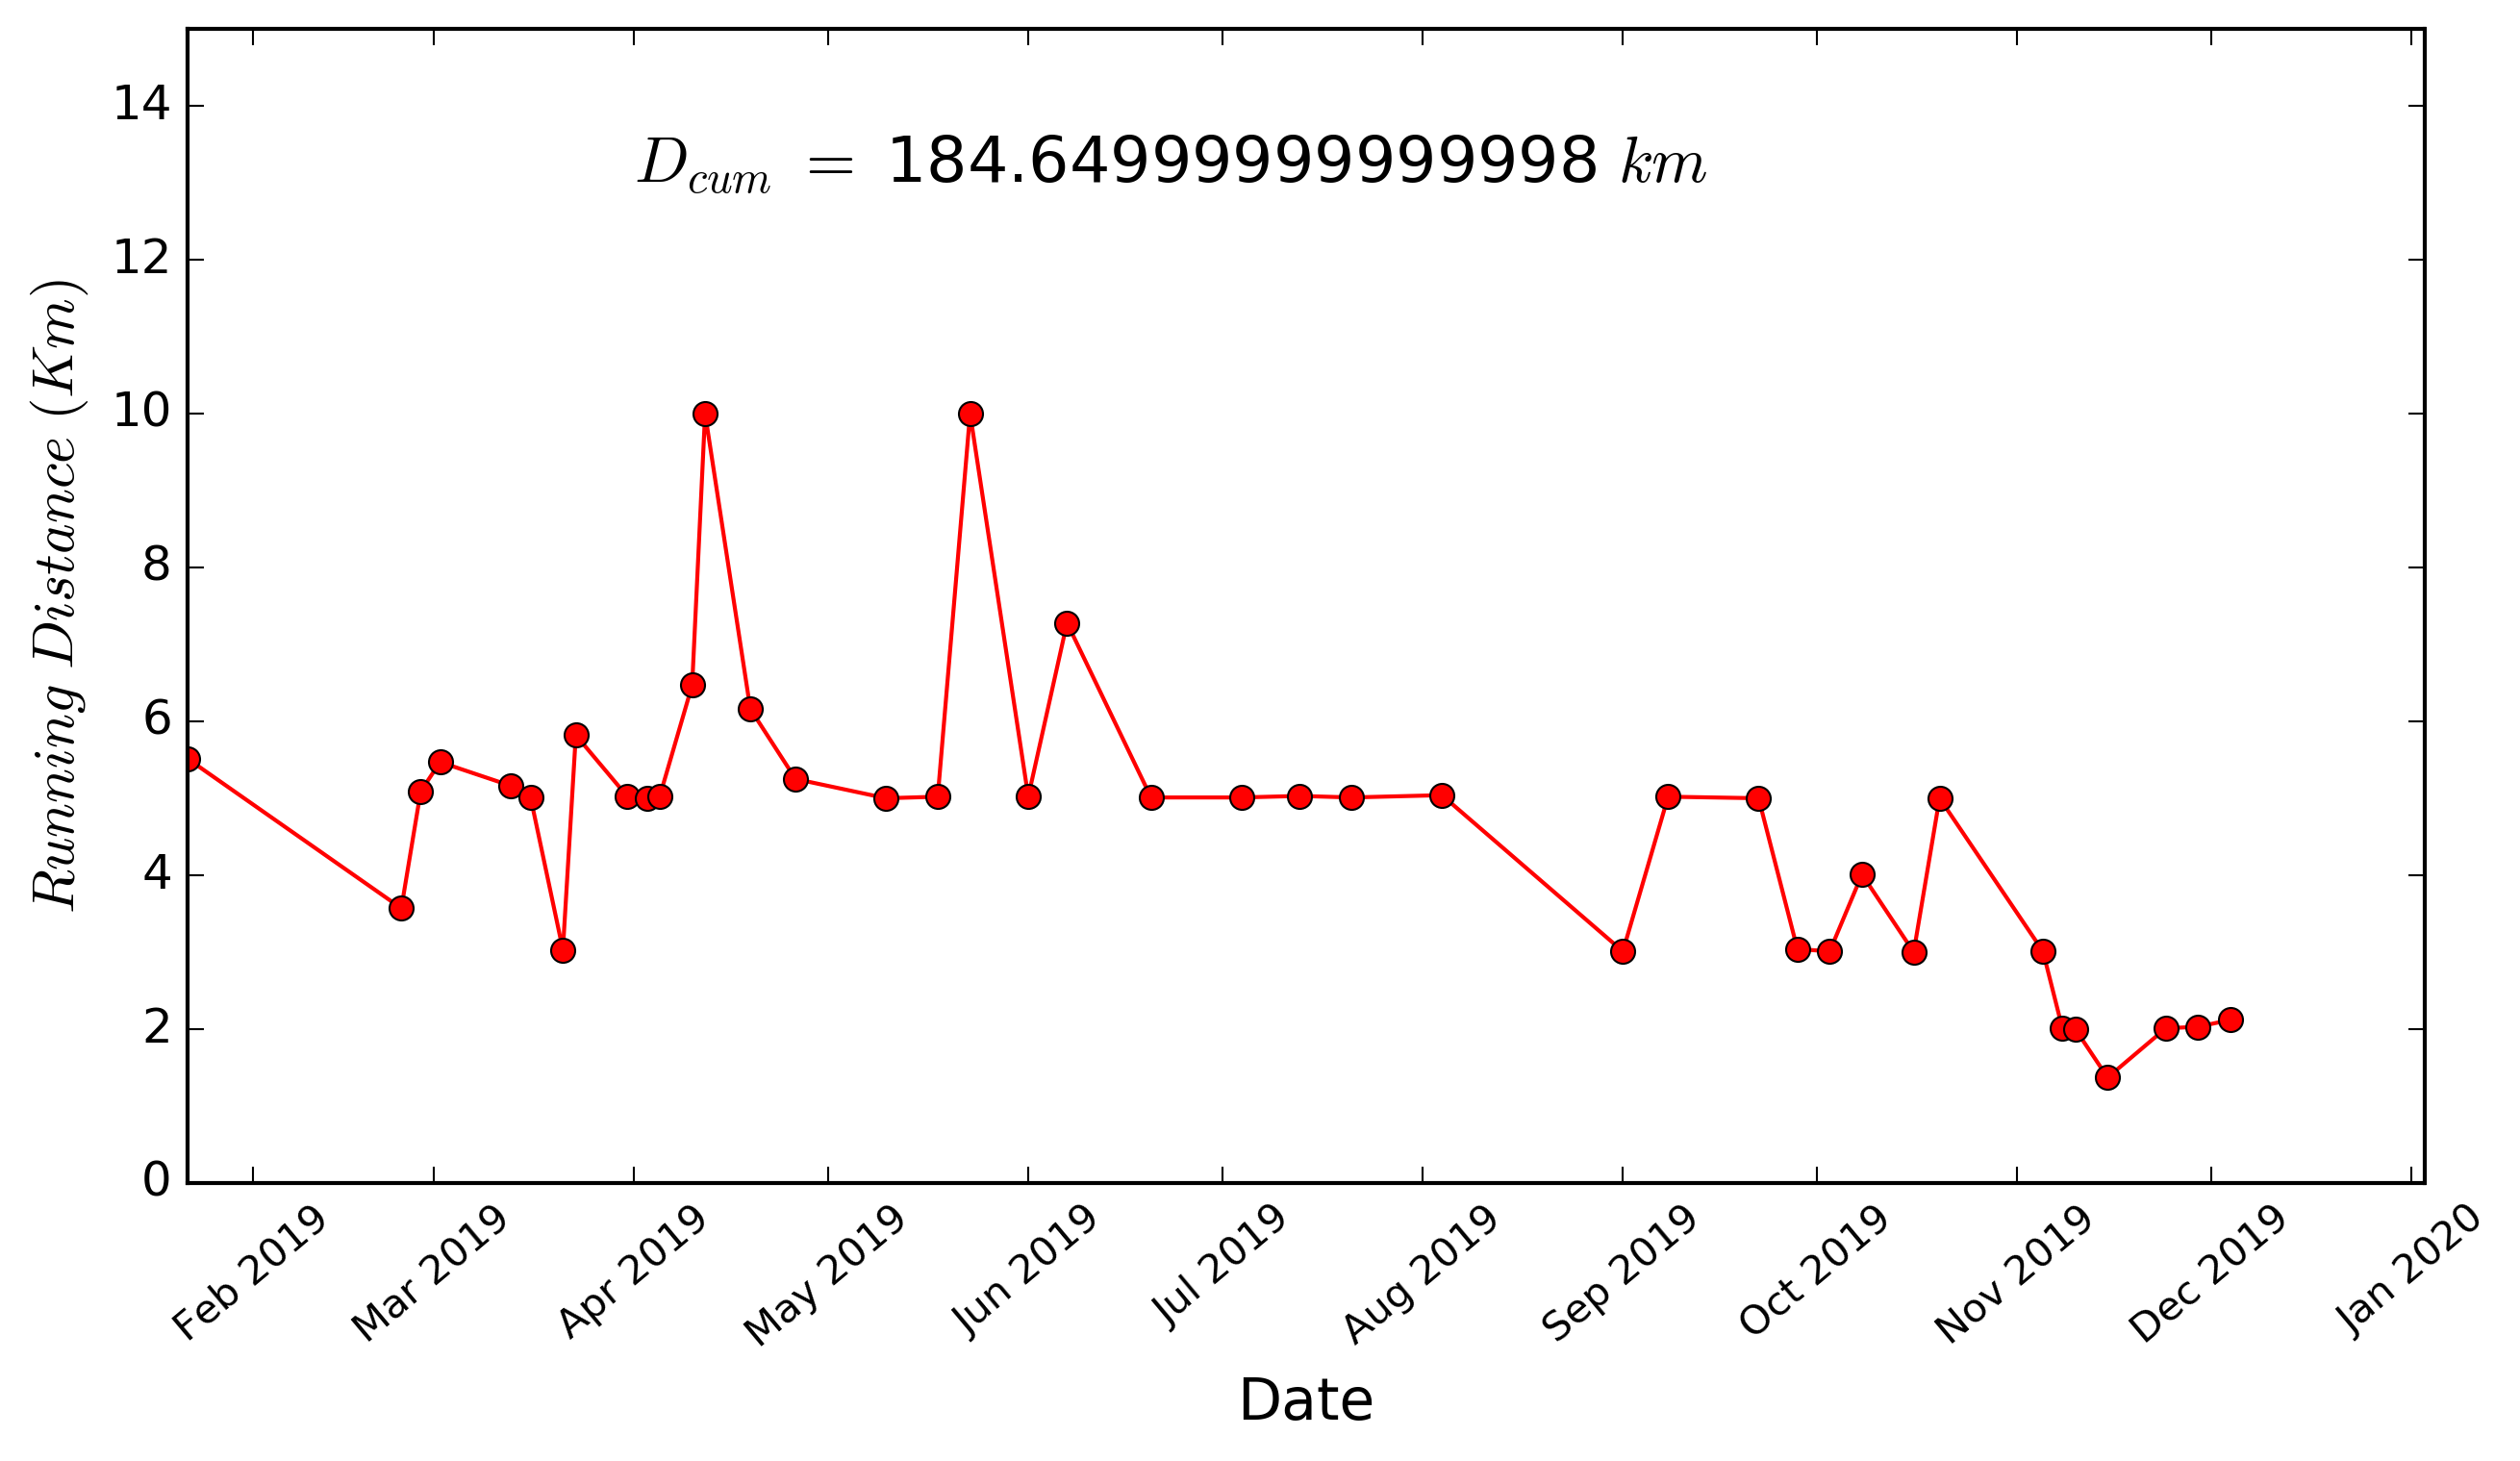 D_cum = 184.64999999999998 km
Running Distance (Km)
14
12
10
8
6
4
2
0
Feb 2019
Mar 2019
Apr 2019
May 2019
Jun 2019
Jul 2019
Aug 2019
Sep 2019
Oct 2019
Nov 2019
Dec 2019
Jan 2020
Date